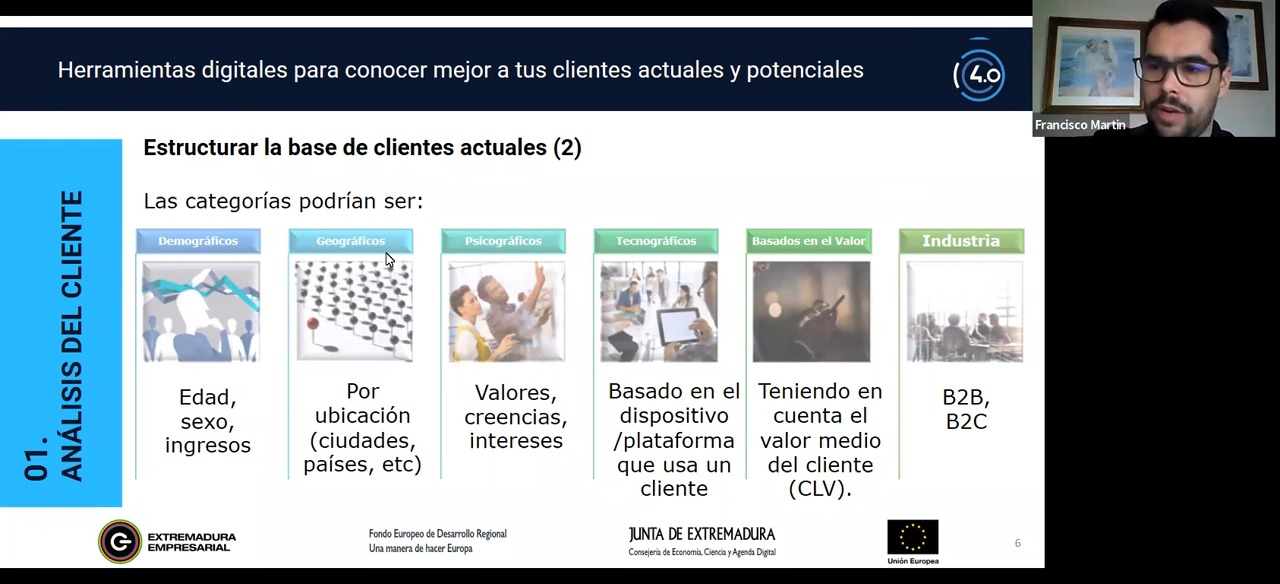 Herramientas digitales para conocer mejor a tus clientes actuales y potenciales
4.0
Francisco Martin
01.
ANÁLISIS DEL CLIENTE
Estructurar la base de clientes actuales (2)
Las categorías podrían ser:
Demográficos
Edad,
sexo,
ingresos
Geográficos
Por
ubicación
(ciudades,
países, etc)
Psicográficos
Valores,
creencias,
intereses
Tecnográficos
Basado en el
dispositivo
/plataforma
que usa un
cliente
Basados en el Valor
Teniendo en
cuenta el
valor medio
del cliente
(CLV).
Industria
B2B,
B2C
EXTREMADURA
EMPRESARIAL
Fondo Europeo de Desarrollo Regional
Una manera de hacer Europa
JUNTA DE EXTREMADURA
Consejería de Economía, Ciencia y Agenda Digital
Unión Europea
6